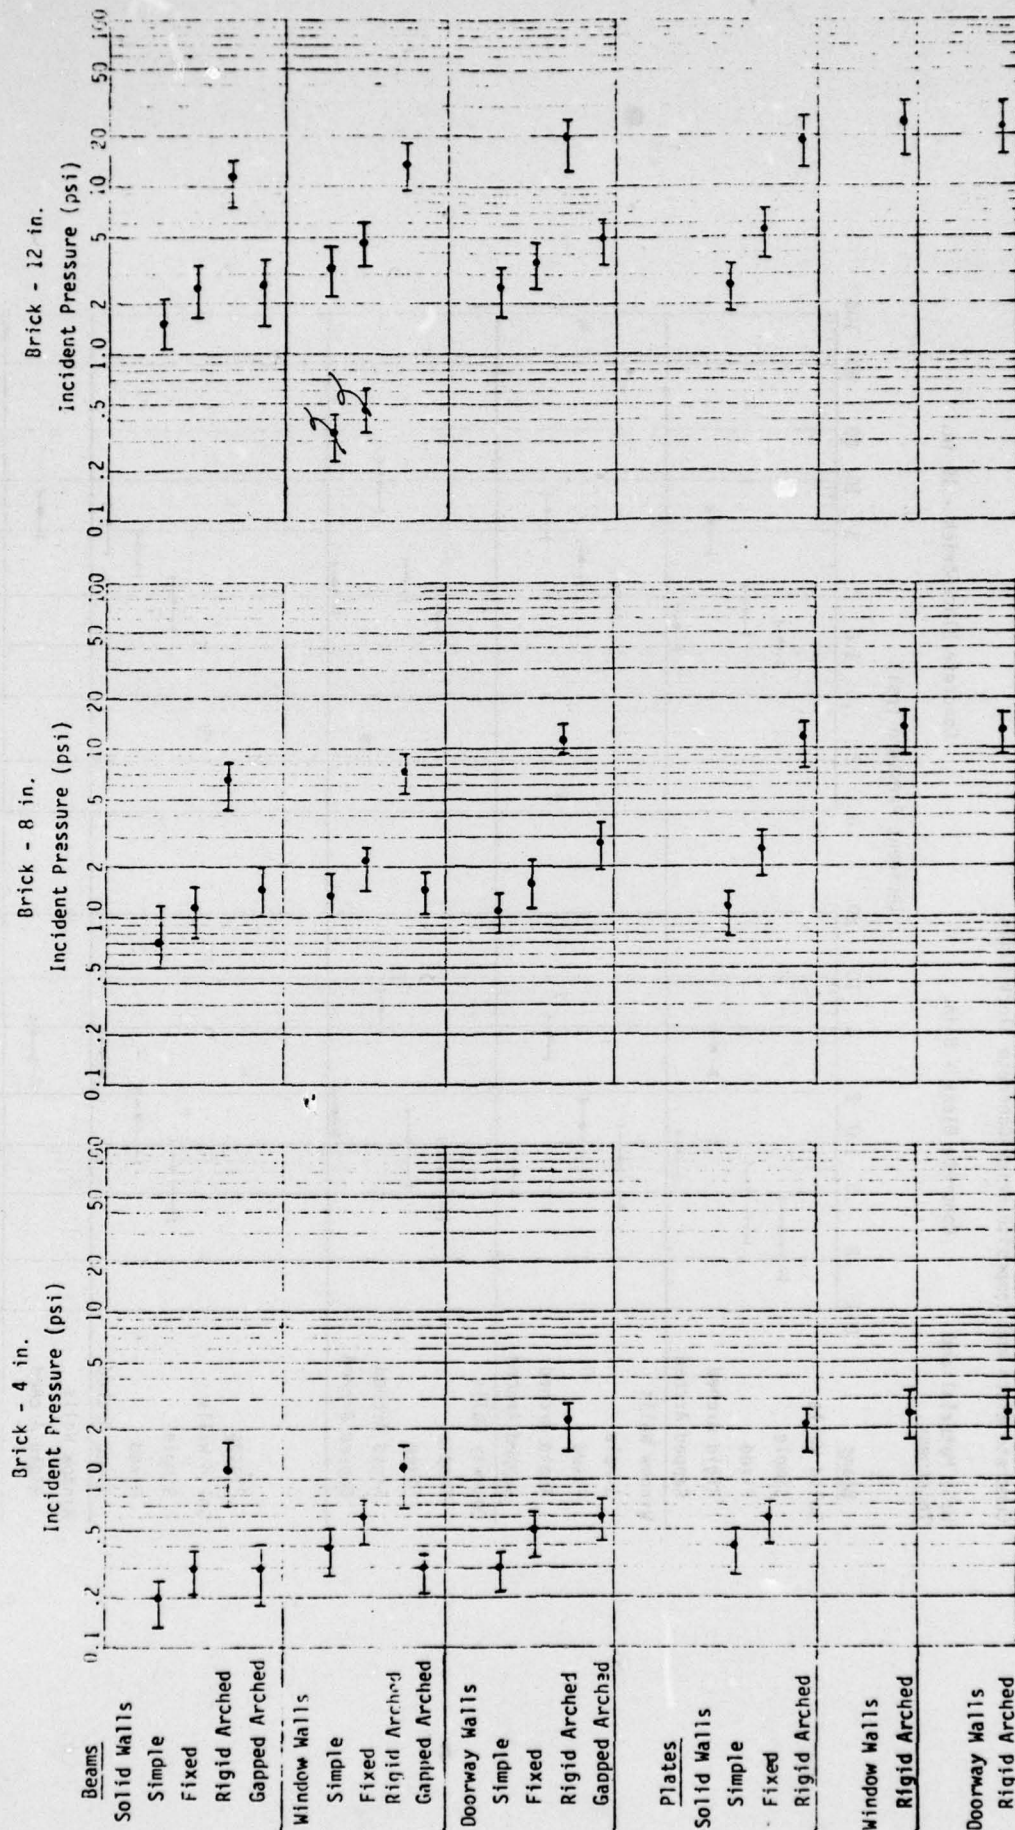 Brick - 12 in.
Incident Pressure (psi)
0.1 .2 .5 1.0 2 5 10 20 50 100
Brick - 8 in.
Incident Pressure (psi)
0.1 .2 .5 1.0 2 5 10 20 50 100
Brick - 4 in.
Incident Pressure (psi)
0.1 .2 .5 1.0 2 5 10 20 50 100
Beams
Solid Walls
Simple
Fixed
Rigid Arched
Gapped Arched
Window Walls
Simple
Fixed
Rigid Arched
Gapped Arched
Doorway Walls
Simple
Fixed
Rigid Arched
Gapped Arched
Plates
Solid Walls
Simple
Fixed
Rigid Arched
Window Walls
Rigid Arched
Doorway Walls
Rigid Arched